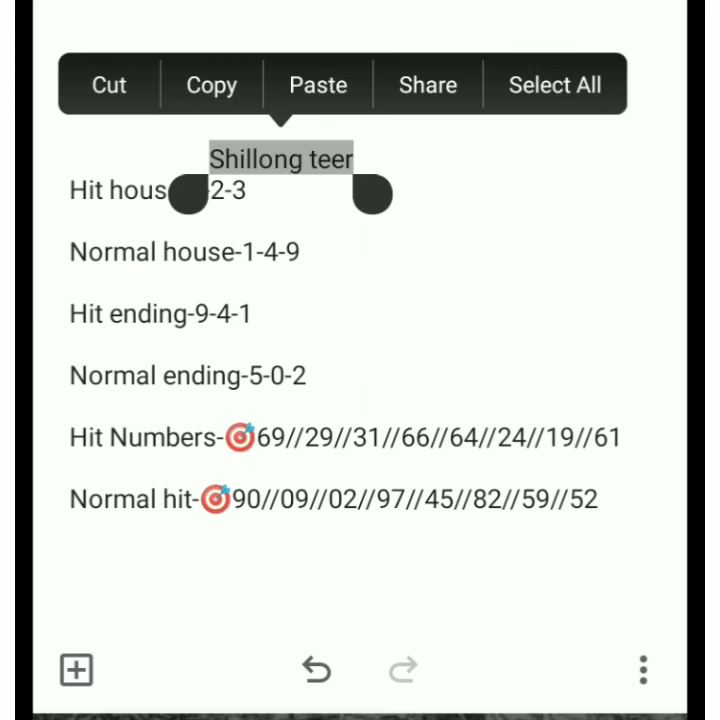 Cut Copy Paste Share Select All
Shillong teer
Hit hous 2-3
Normal house-1-4-9
Hit ending-9-4-1
Normal ending-5-0-2
Hit Numbers-🎯69//29//31//66//64//24//19//61
Normal hit-🎯90//09//02//97//45//82//59//52